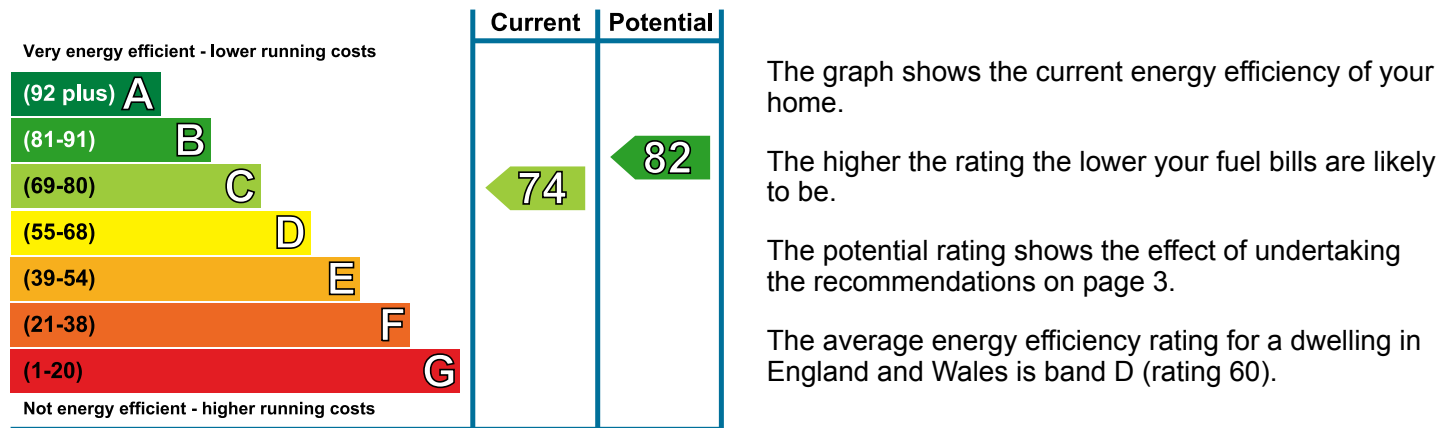 Current Potential
Very energy efficient - lower running costs
(92 plus) A
(81-91) B
(69-80) C
(55-68) D
(39-54) E
(21-38) F
(1-20) G
Not energy efficient - higher running costs
74
82
The graph shows the current energy efficiency of your
home.
The higher the rating the lower your fuel bills are likely
to be.
The potential rating shows the effect of undertaking
the recommendations on page 3.
The average energy efficiency rating for a dwelling in
England and Wales is band D (rating 60).